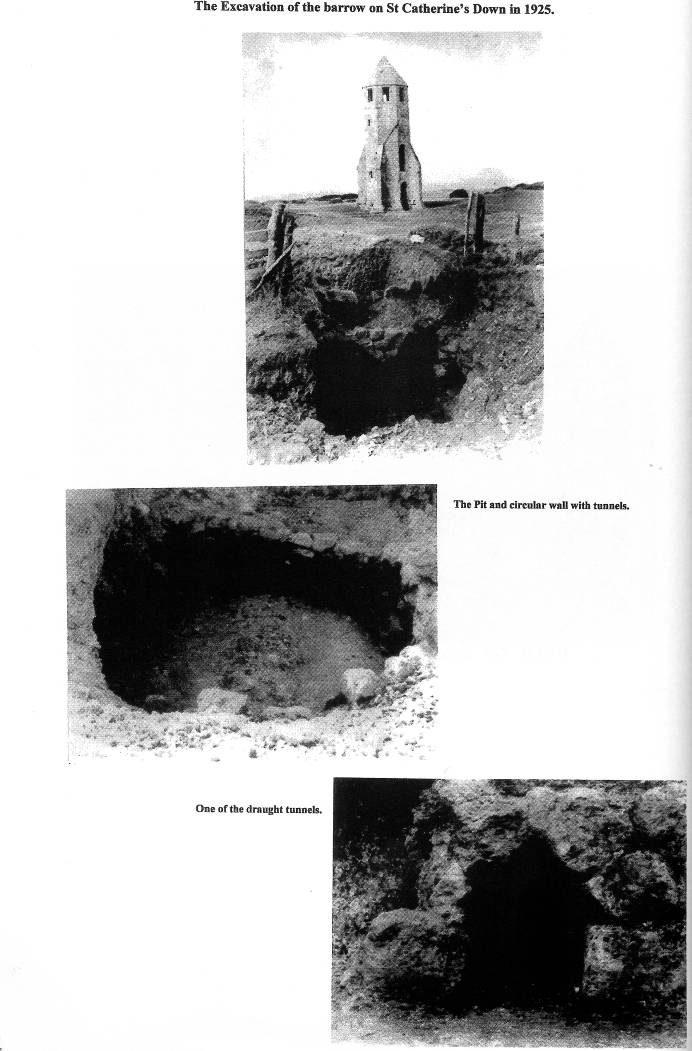 The Excavation of the barrow on St Catherine's Down in 1925.
The Pit and circular wall with tunnels.
One of the draught tunnels.